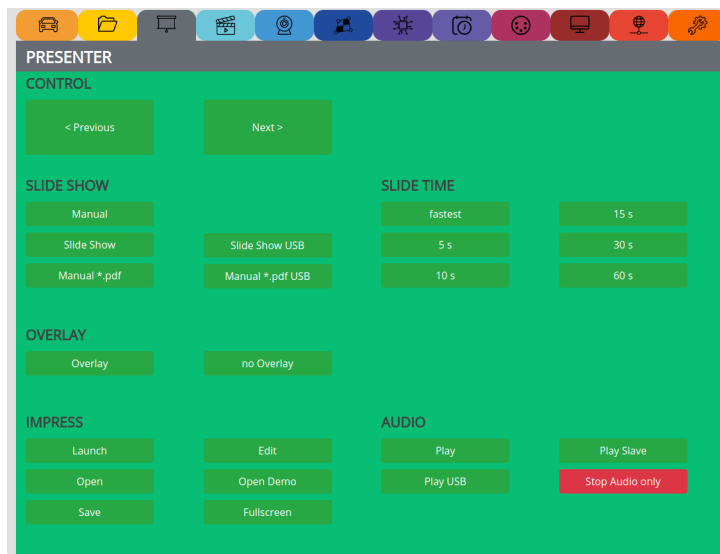 PRESENTER
CONTROL
< Previous
Next >
SLIDE SHOW
SLIDE TIME
Manual
fastest
15 s
Slide Show
Slide Show USB
5 s
30 s
Manual *.pdf
Manual *.pdf USB
10 s
60 s
OVERLAY
Overlay
no Overlay
IMPRESS
AUDIO
Launch
Edit
Play
Play Slave
Open
Open Demo
Play USB
Stop Audio only
Save
Fullscreen